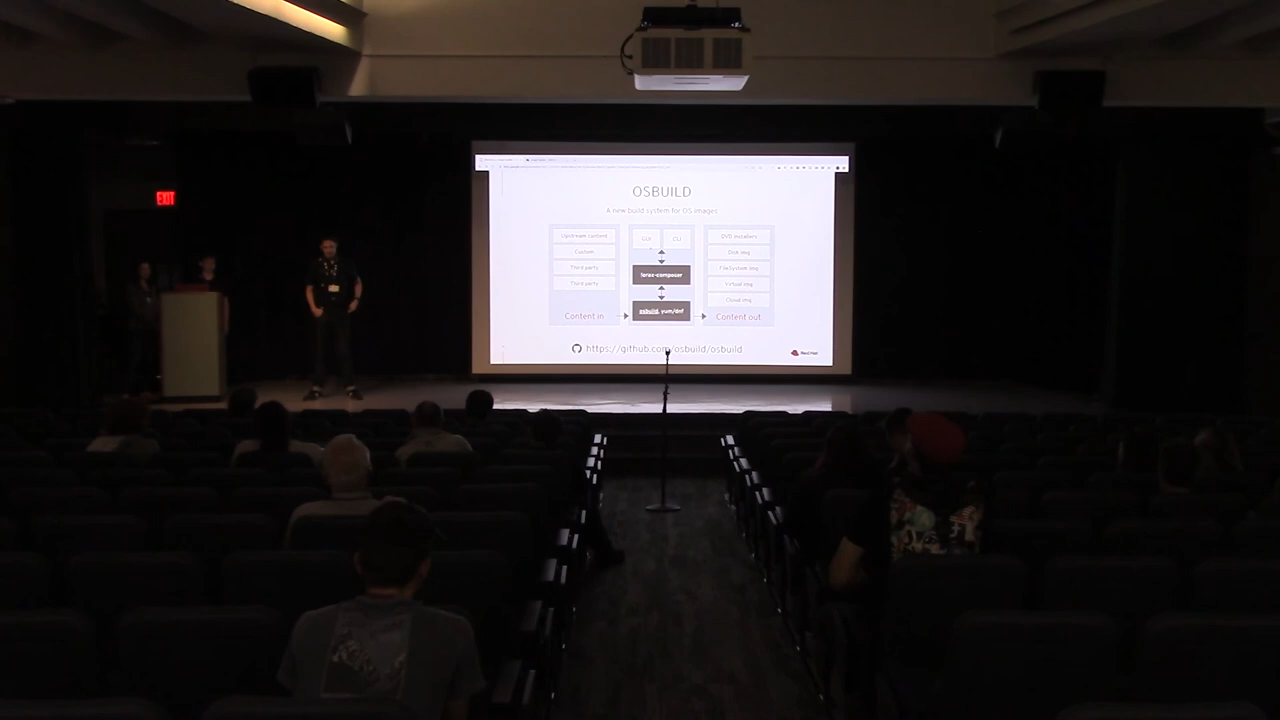 EXIT
OSBUILD
A new build system for OS images
Upstream content
Custom
Third party
Third party
Content in
GUI
CLI
lorax-composer
osbuild, yum/dnf
DVD installers
Disk img
FileSystem img
Virtual img
Cloud img
Content out
https://github.com/osbuild/osbuild
Red Hat